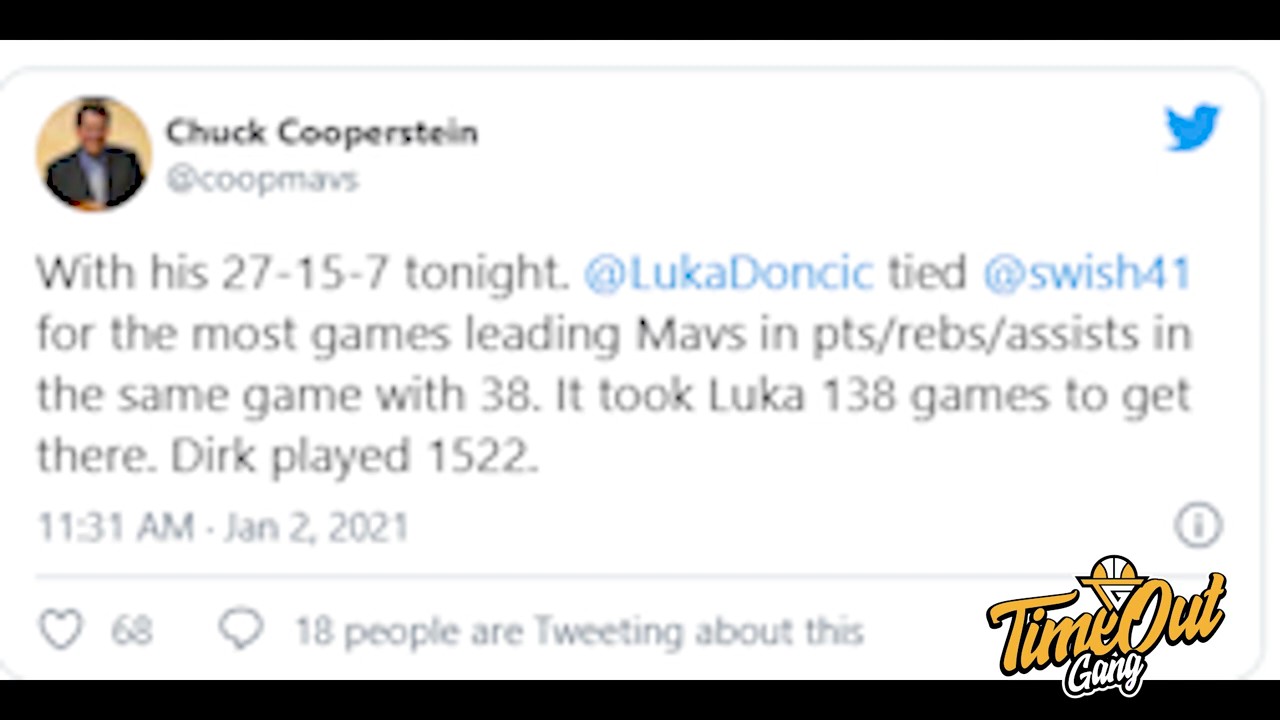 Chuck Cooperstein
@coopmavs
With his 27-15-7 tonight. @LukaDoncic tied @swish41
for the most games leading Mavs in pts/rebs/assists in
the same game with 38. It took Luka 138 games to get
there. Dirk played 1522.
11:31 AM · Jan 2, 2021
68 18 people are Tweeting about this
TimeOut
Gang